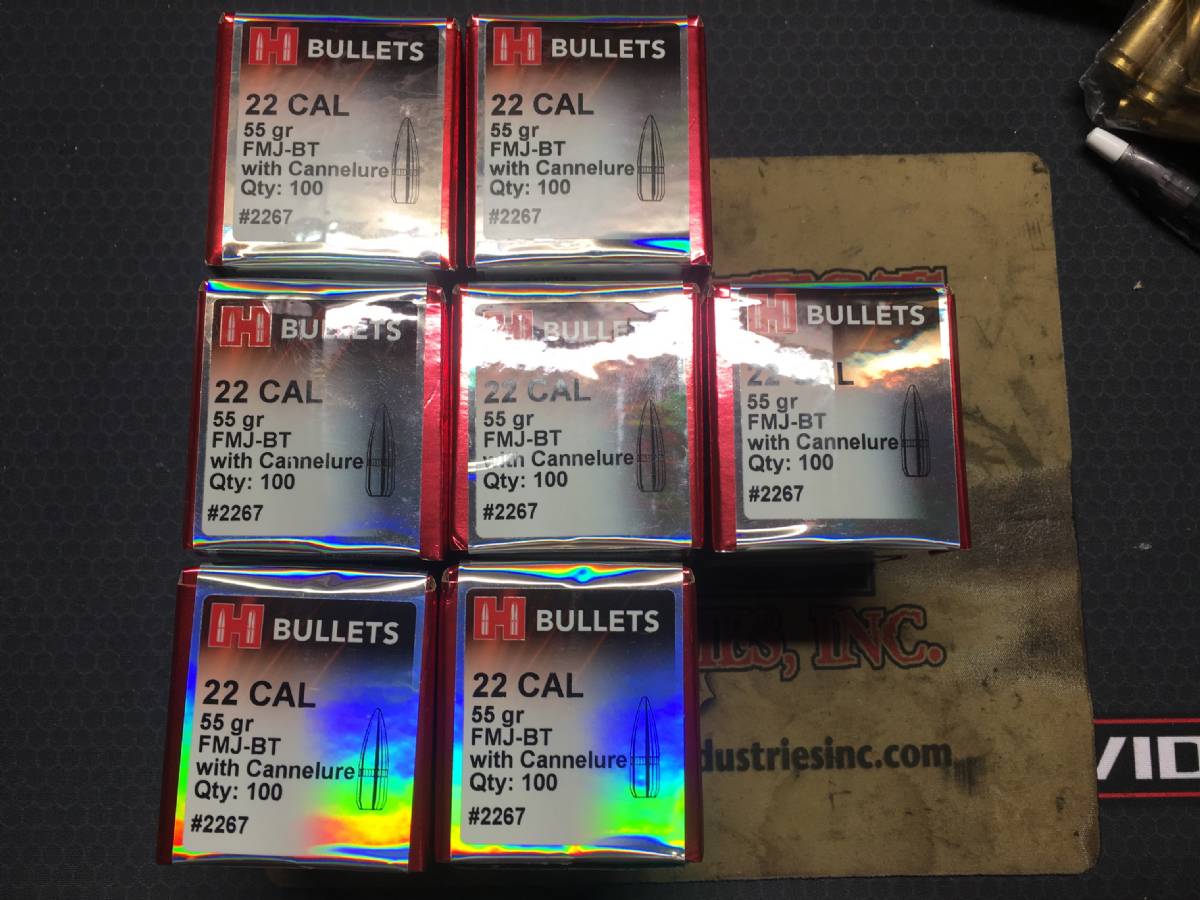 BULLETS
22 CAL
55 gr
FMJ-BT
with Cannelure
Qty: 100
#2267
BULLETS
22 CAL
55 gr
FMJ-BT
with Cannelure
Qty: 100
#2267
BULLETS
22 CAL
55 gr
FMJ-BT
with Cannelure
Qty: 100
#2267
BULLETS
22 CAL
55 gr
FMJ-BT
with Cannelure
Qty: 100
#2267
BULLETS
22 CAL
55 gr
FMJ-BT
with Cannelure
Qty: 100
#2267
BULLETS
22 CAL
55 gr
FMJ-BT
with Cannelure
Qty: 100
#2267
BULLETS
22 CAL
55 gr
FMJ-BT
with Cannelure
Qty: 100
#2267
INC.
dustriesinc.com
VID